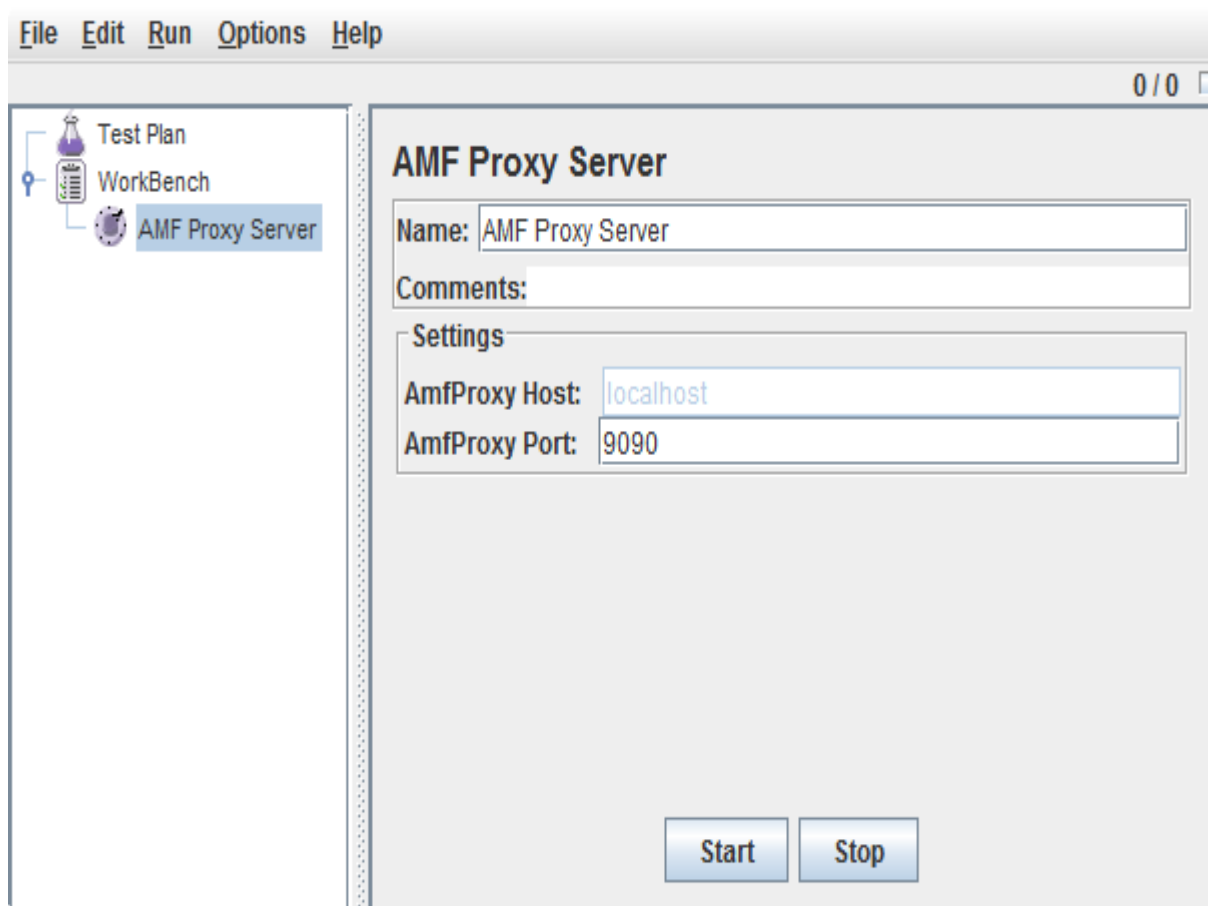 File Edit Run Options Help
0 / 0
Test Plan
WorkBench
AMF Proxy Server
AMF Proxy Server
Name: AMF Proxy Server
Comments:
Settings
AmfProxy Host: localhost
AmfProxy Port: 9090
Start Stop